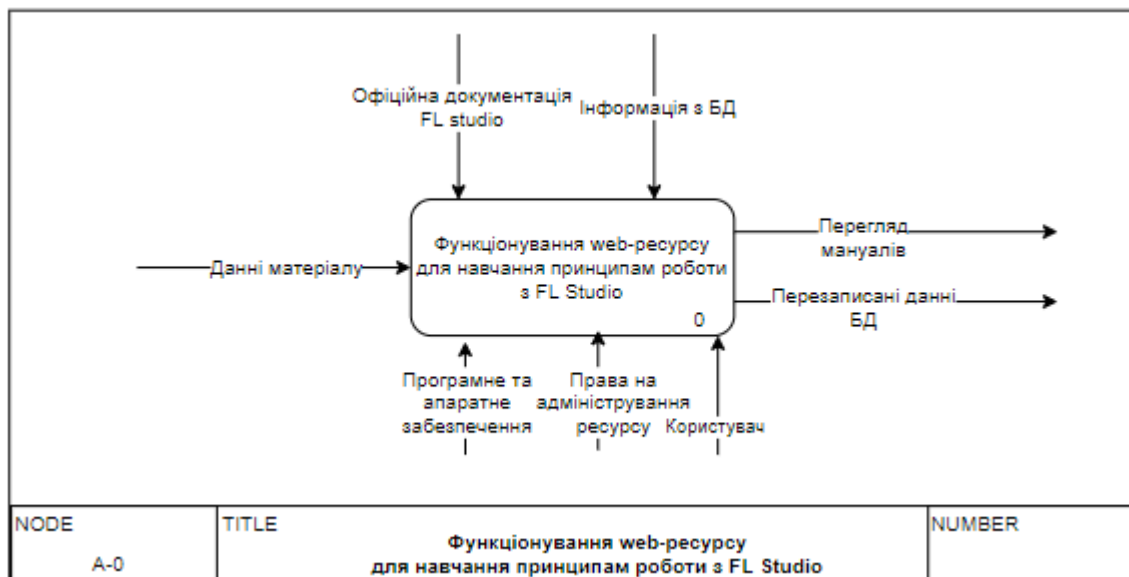 Офіційна документація
FL studio
Інформація з БД
Данні матеріалу
Функціонування web-ресурсу
для навчання принципам роботи
з FL Studio
0
Перегляд
мануалів
Перезаписані данні
БД
Програмне та
апаратне
забезпечення
Права на
адміністрування
ресурсу
Користувач
NODE
A-0
TITLE
Функціонування web-ресурсу
для навчання принципам роботи з FL Studio
NUMBER